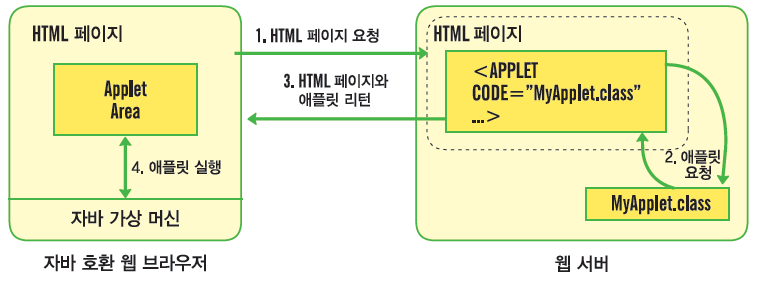 HTML 페이지
Applet
Area
4. 애플릿 실행
자바 가상 머신
자바 호환 웹 브라우저
1. HTML 페이지 요청
3. HTML 페이지와
애플릿 리턴
HTML 페이지
<APPLET
CODE="MyApplet.class"
...>
2. 애플릿
요청
MyApplet.class
웹 서버